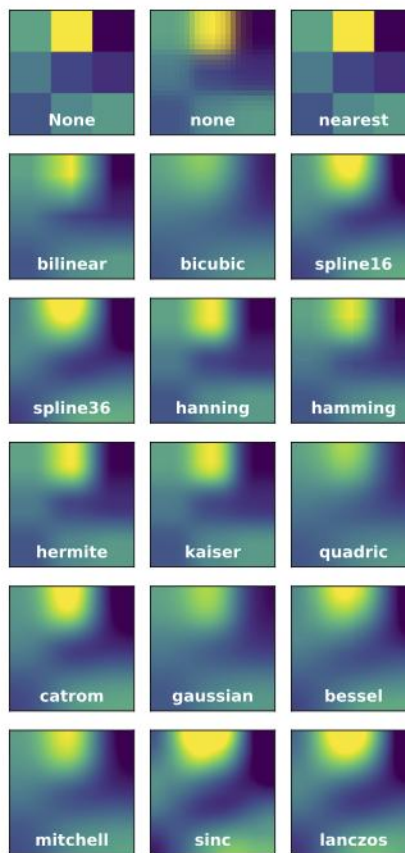 None none nearest
bilinear bicubic spline16
spline36 hanning hamming
hermite kaiser quadric
catrom gaussian bessel
mitchell sinc lanczos